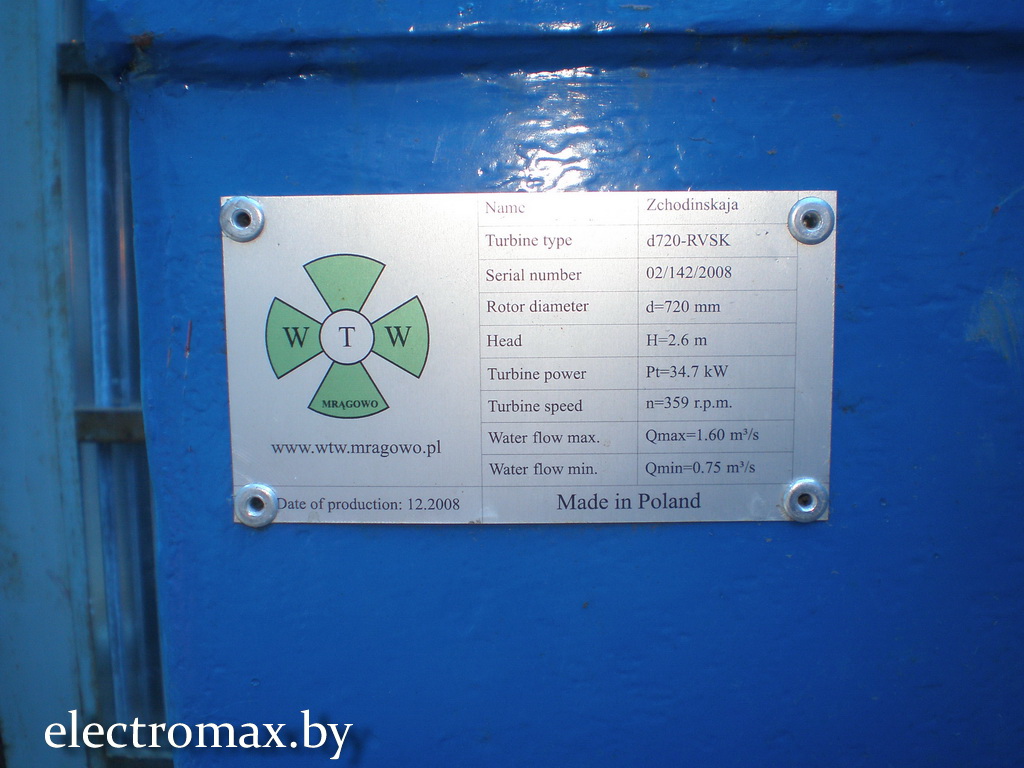 W T W
MRĄGOWO
www.wtw.mragowo.pl
Date of production: 12.2008
Name Zchodinskaja
Turbine type d720-RVSK
Serial number 02/142/2008
Rotor diameter d=720 mm
Head H=2.6 m
Turbine power Pt=34.7 kW
Turbine speed n=359 r.p.m.
Water flow max. Qmax=1.60 m³/s
Water flow min. Qmin=0.75 m³/s
Made in Poland
electromax.by